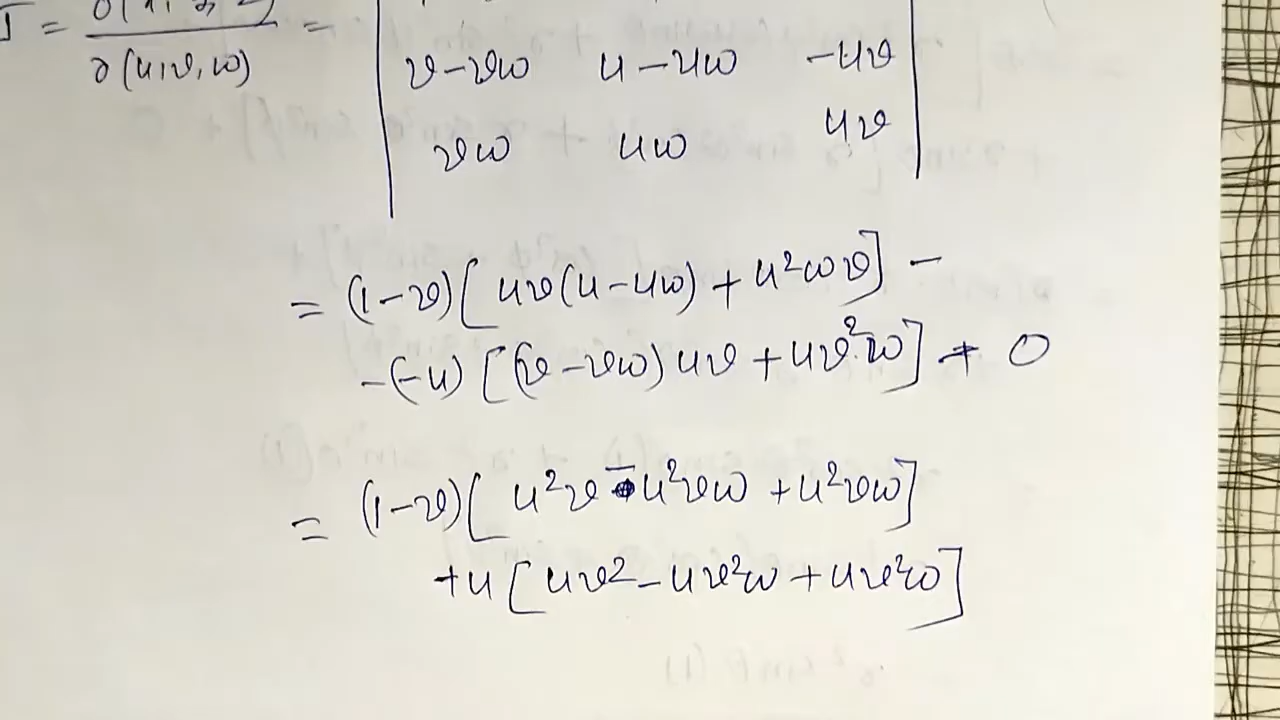 J = ∂( =
∂(u,v,w)
v-vw u-uw -uv
vw uw uv
= (1-v)[uv(u-uw) + u²wv] -
-(-u)[(v-vw)uv + uv²w] + 0
= (1-v)[u²v - u²vw + u²vw]
+u[uv² - uv²w + uv²w]